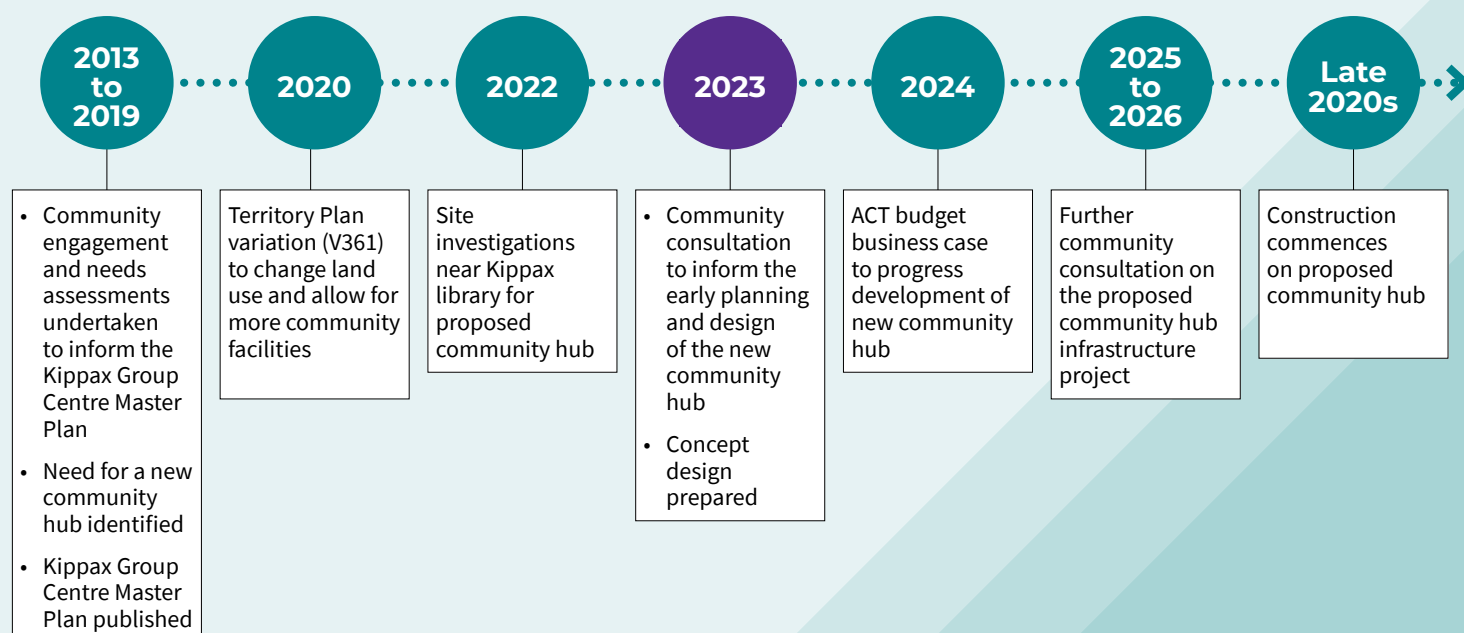 2013
to
2019
2020
2022
2023
2024
2025
to
2026
Late
2020s
• Community
engagement
and needs
assessments
undertaken
to inform the
Kippax Group
Centre Master
Plan
• Need for a new
community
hub identified
• Kippax Group
Centre Master
Plan published
Territory Plan
variation (V361)
to change land
use and allow for
more community
facilities
Site
investigations
near Kippax
library for
proposed
community hub
• Community
consultation
to inform the
early planning
and design
of the new
community
hub
• Concept
design
prepared
ACT budget
business case
to progress
development of
new community
hub
Further
community
consultation on
the proposed
community hub
infrastructure
project
Construction
commences
on proposed
community hub